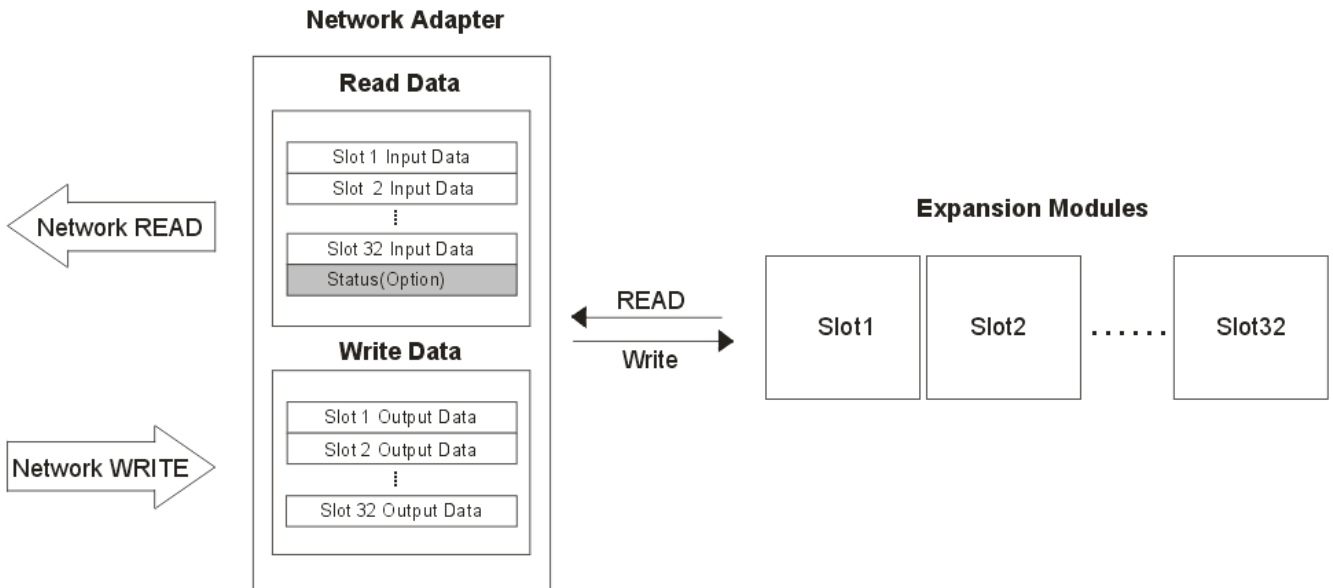 Network Adapter
Read Data
Slot 1 Input Data
Slot 2 Input Data
Slot 32 Input Data
Status(Option)
Network READ
Write Data
Slot 1 Output Data
Slot 2 Output Data
Slot 32 Output Data
Network WRITE
READ
Write
Expansion Modules
Slot1
Slot2
......
Slot32